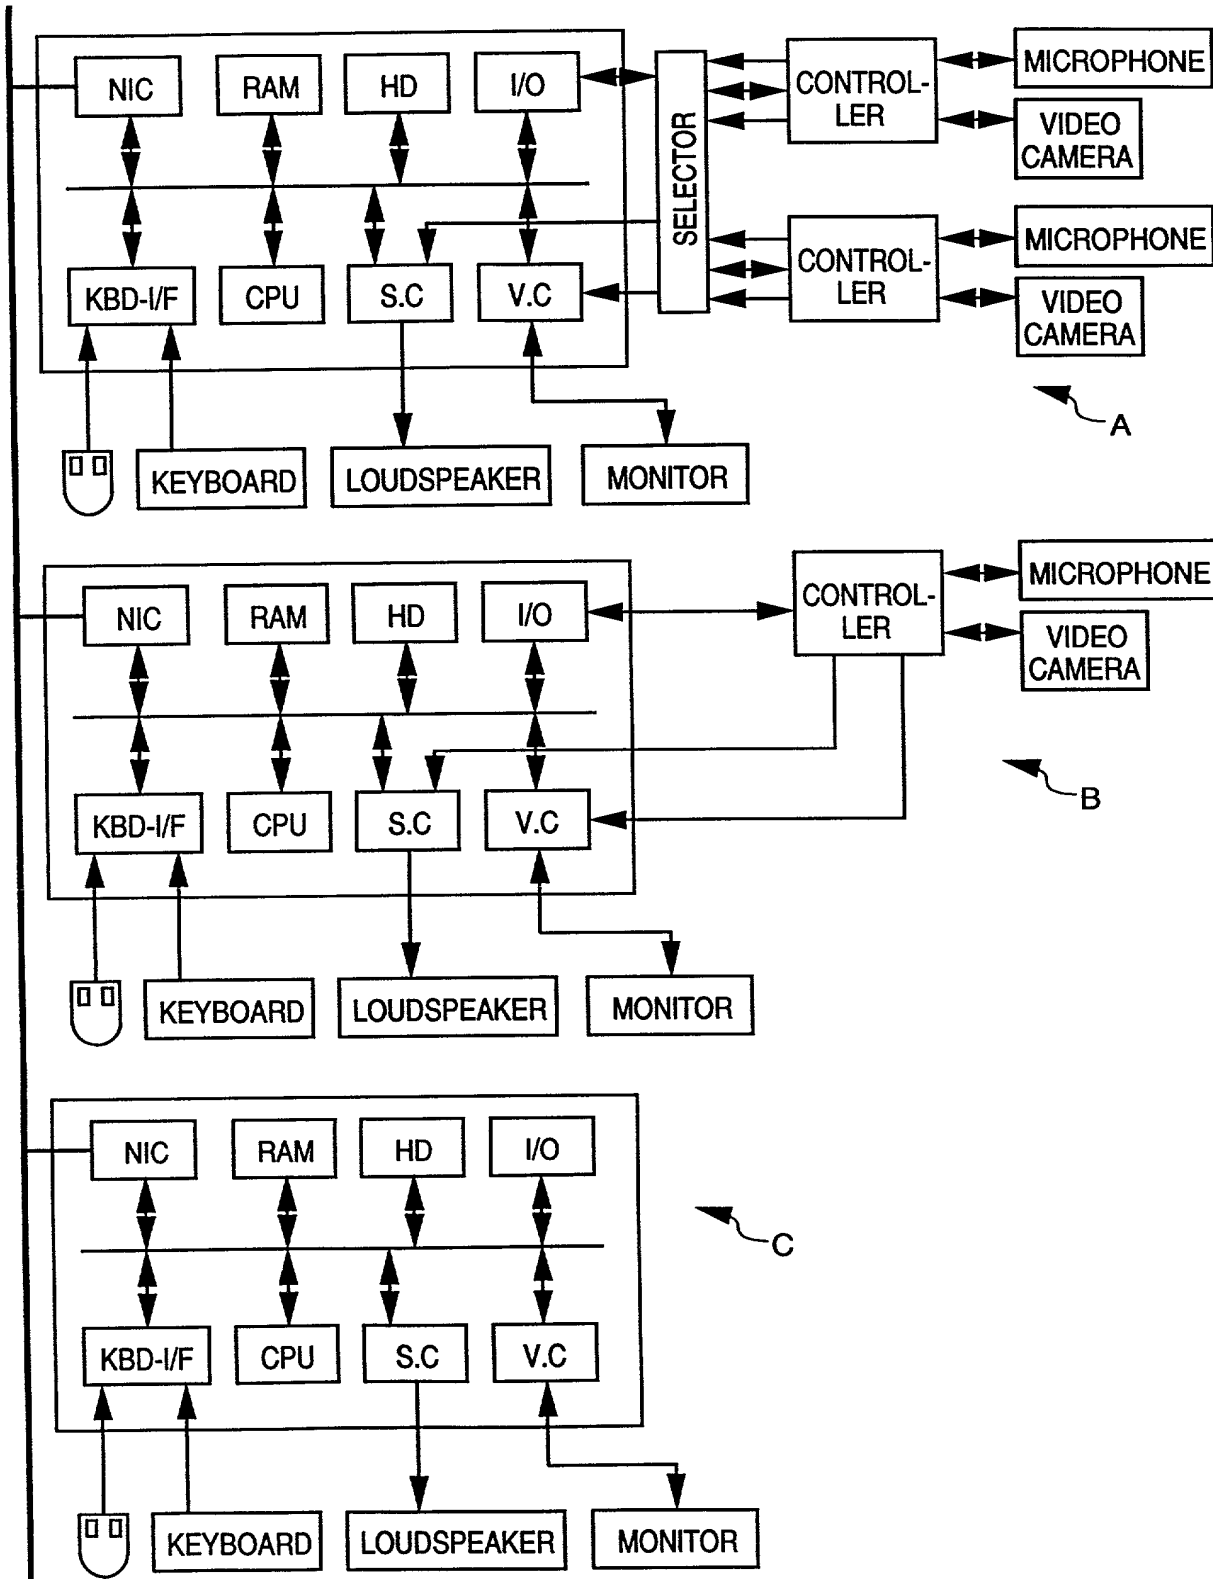 NIC RAM HD I/O
SELECTOR
CONTROL-
LER
MICROPHONE
VIDEO
CAMERA
KBD-I/F CPU S.C V.C
CONTROL-
LER
MICROPHONE
VIDEO
CAMERA
A
KEYBOARD LOUDSPEAKER MONITOR
NIC RAM HD I/O
CONTROL-
LER
MICROPHONE
VIDEO
CAMERA
KBD-I/F CPU S.C V.C
B
KEYBOARD LOUDSPEAKER MONITOR
NIC RAM HD I/O
C
KBD-I/F CPU S.C V.C
KEYBOARD LOUDSPEAKER MONITOR